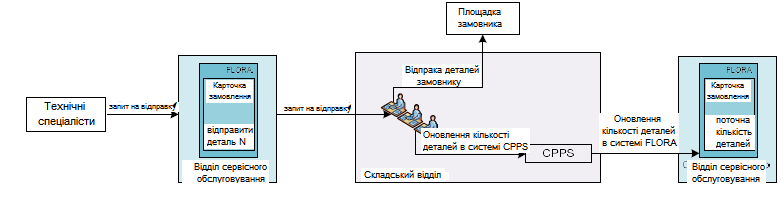 Площадка
замовника
Технічні
спеціалісти
запит на відправку
FLORA
Карточка
замовлення
відправити
деталь N
Відділ сервісного
обслуговування
запит на відправку
Відпрака деталей
замовнику
Оновлення кількості
деталей в системі CPPS
CPPS
Складський відділ
Оновлення
кількості деталей
в системі FLORA
FLORA
Карточка
замовлення
поточна
кількість
деталей
Відділ сервісного
обслуговування